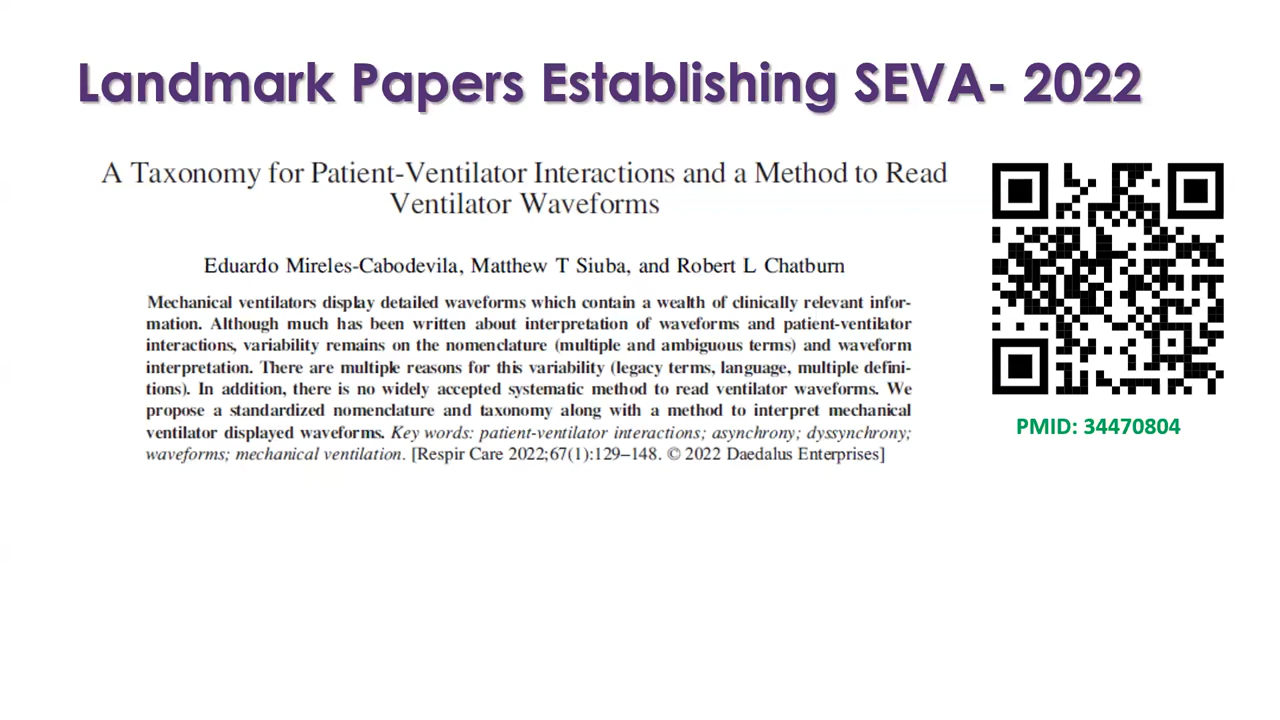 Landmark Papers Establishing SEVA- 2022
A Taxonomy for Patient-Ventilator Interactions and a Method to Read
Ventilator Waveforms
Eduardo Mireles-Cabodevila, Matthew T Siuba, and Robert L Chatburn
Mechanical ventilators display detailed waveforms which contain a wealth of clinically relevant infor-
mation. Although much has been written about interpretation of waveforms and patient-ventilator
interactions, variability remains on the nomenclature (multiple and ambiguous terms) and waveform
interpretation. There are multiple reasons for this variability (legacy terms, language, multiple defini-
tions). In addition, there is no widely accepted systematic method to read ventilator waveforms. We
propose a standardized nomenclature and taxonomy along with a method to interpret mechanical
ventilator displayed waveforms. Key words: patient-ventilator interactions; asynchrony; dyssynchrony;
waveforms; mechanical ventilation. [Respir Care 2022;67(1):129–148. © 2022 Daedalus Enterprises]
PMID: 34470804